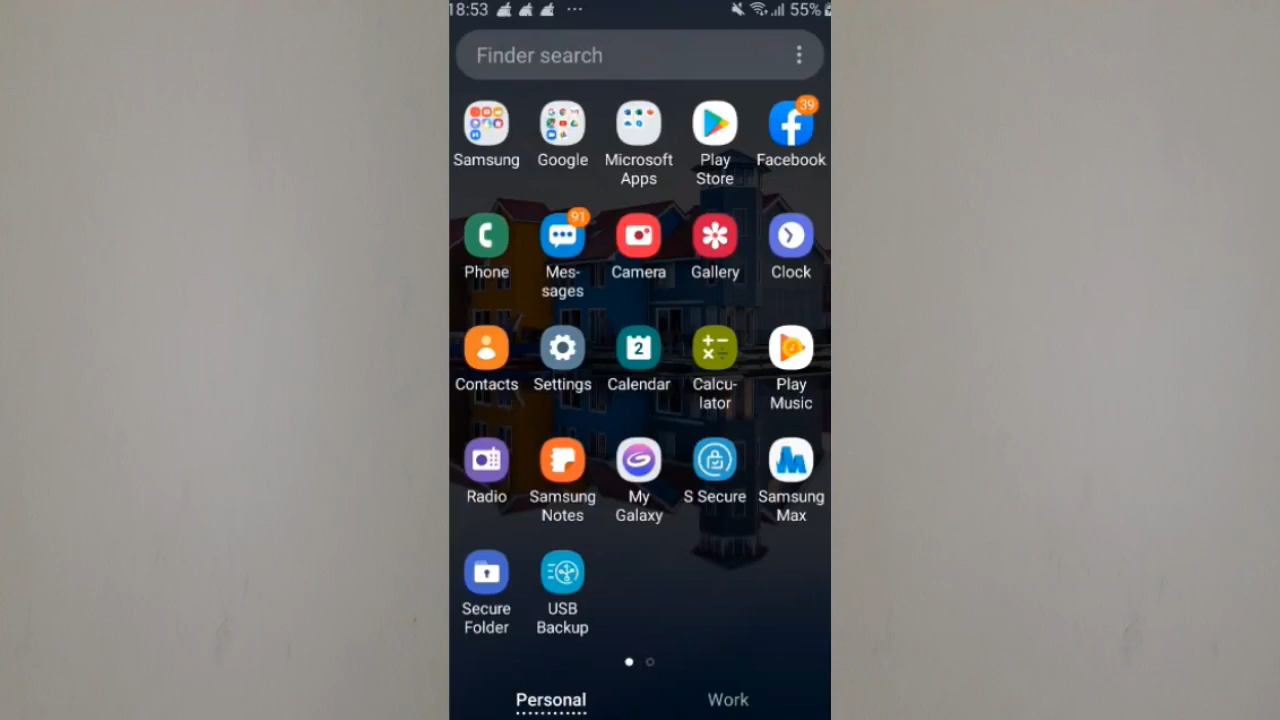 18:53 55%
Finder search
39
Samsung Google Microsoft Play Facebook
Apps Store
91
Phone Mes- Camera Gallery Clock
sages
2
Contacts Settings Calendar Calcu- Play
lator Music
Radio Samsung My S Secure Samsung
Notes Galaxy Max
Secure USB
Folder Backup
Personal Work